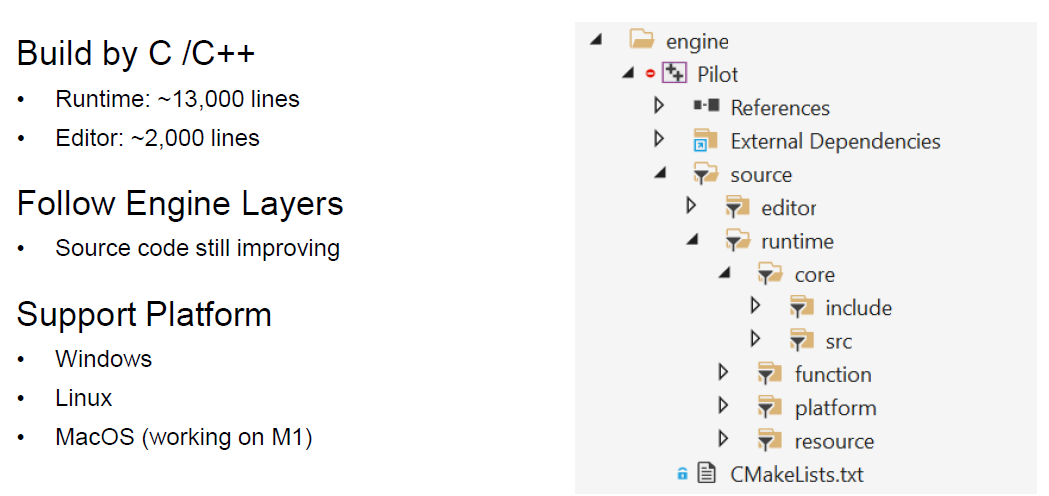 Build by C /C++
• Runtime: ~13,000 lines
• Editor: ~2,000 lines
Follow Engine Layers
• Source code still improving
Support Platform
• Windows
• Linux
• MacOS (working on M1)
engine
Pilot
References
External Dependencies
source
editor
runtime
core
include
src
function
platform
resource
CMakeLists.txt